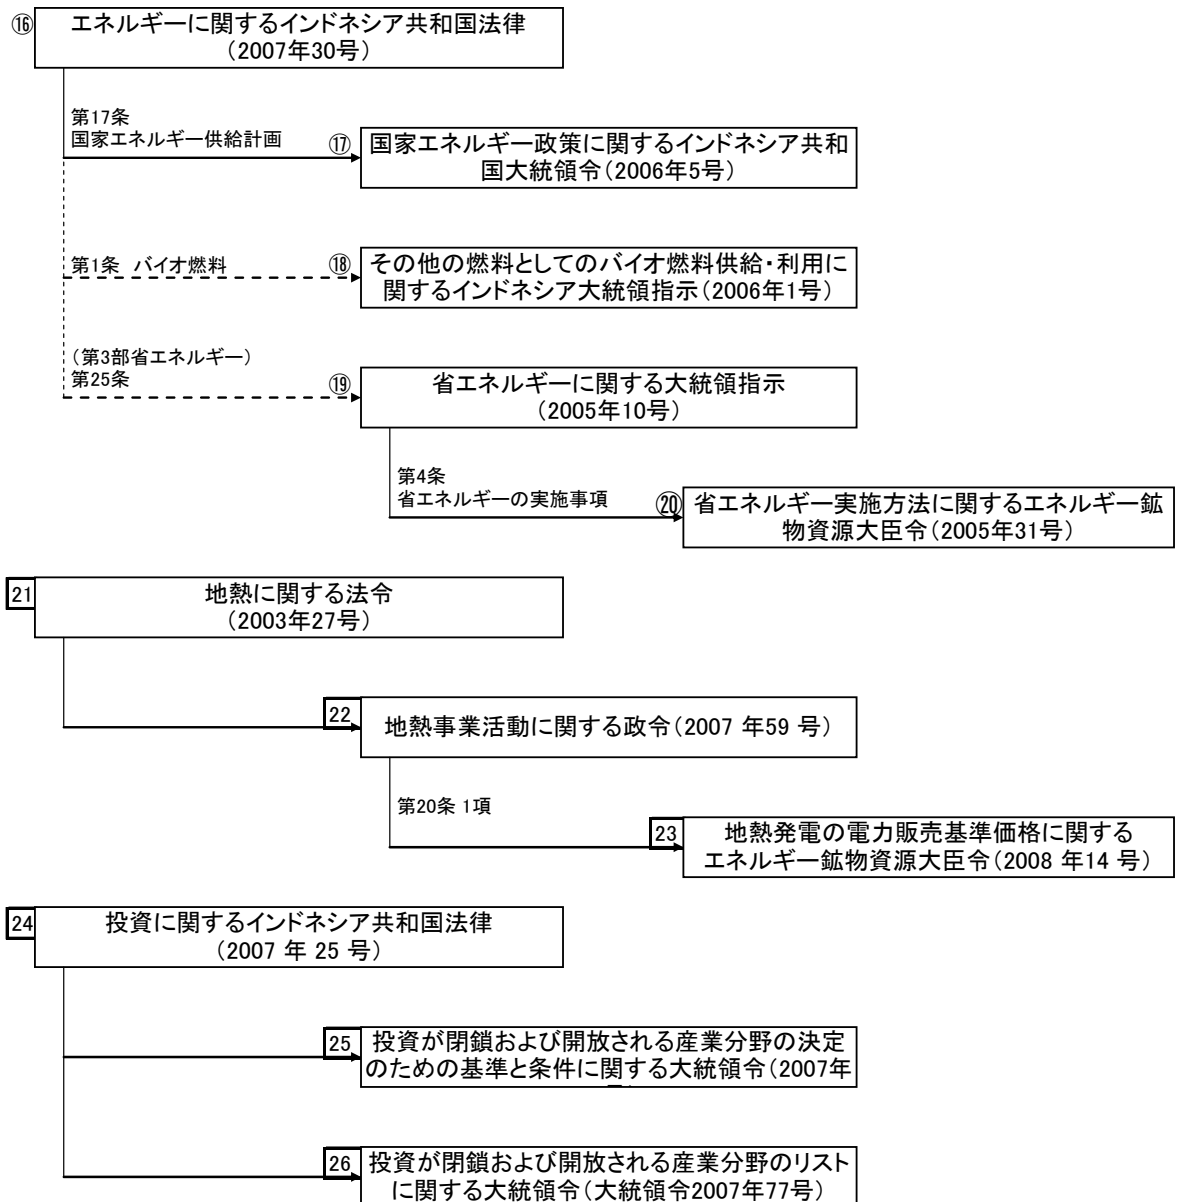 ⑯ エネルギーに関するインドネシア共和国法律
（2007年30号）
第17条
国家エネルギー供給計画
⑰ 国家エネルギー政策に関するインドネシア共和
国大統領令（2006年5号）
第1条 バイオ燃料
⑱ その他の燃料としてのバイオ燃料供給・利用に
関するインドネシア大統領指示（2006年1号）
（第3部省エネルギー）
第25条
⑲ 省エネルギーに関する大統領指示
（2005年10号）
第4条
省エネルギーの実施事項
⑳ 省エネルギー実施方法に関するエネルギー鉱
物資源大臣令（2005年31号）
21 地熱に関する法令
（2003年27号）
22 地熱事業活動に関する政令（2007 年59 号）
第20条 1項
23 地熱発電の電力販売基準価格に関する
エネルギー鉱物資源大臣令（2008 年14 号）
24 投資に関するインドネシア共和国法律
（2007 年 25 号）
25 投資が閉鎖および開放される産業分野の決定
のための基準と条件に関する大統領令（2007年
26 投資が閉鎖および開放される産業分野のリスト
に関する大統領令（大統領令2007年77号）